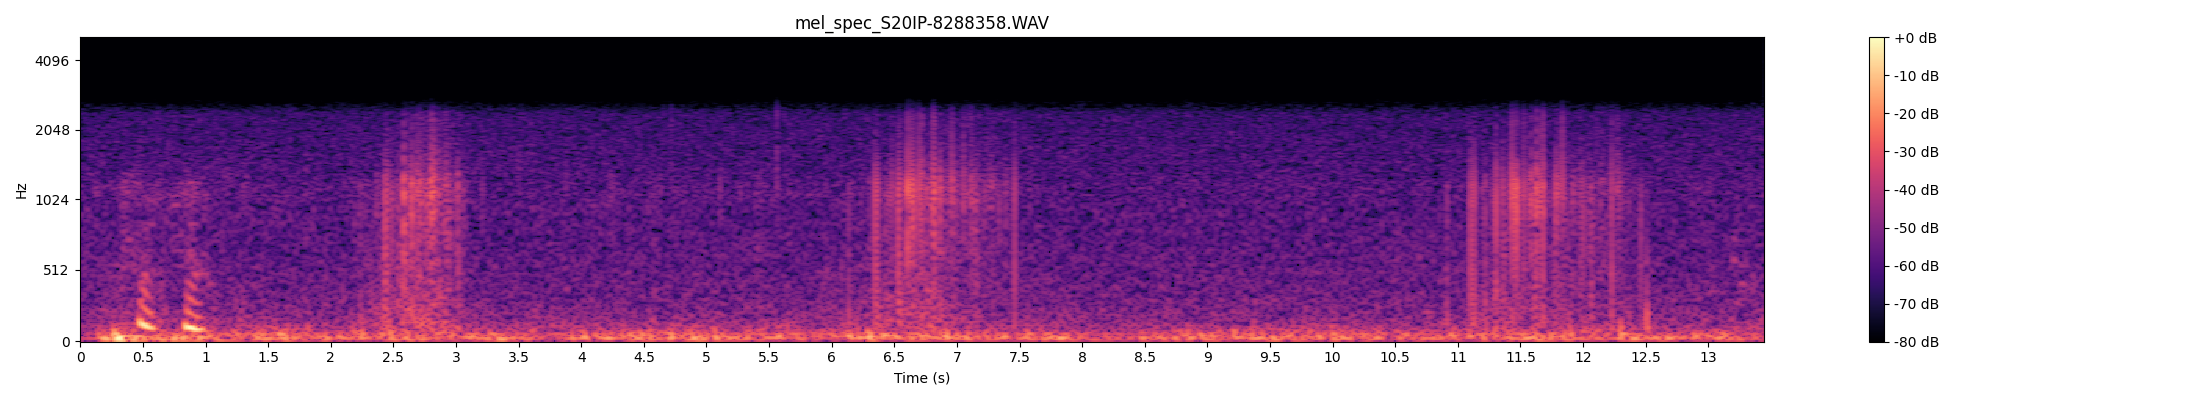 mel_spec_S20IP-8288358.WAV
Hz
4096
2048
1024
512
0
0 0.5 1 1.5 2 2.5 3 3.5 4 4.5 5 5.5 6 6.5 7 7.5 8 8.5 9 9.5 10 10.5 11 11.5 12 12.5 13
Time (s)
+0 dB
-10 dB
-20 dB
-30 dB
-40 dB
-50 dB
-60 dB
-70 dB
-80 dB